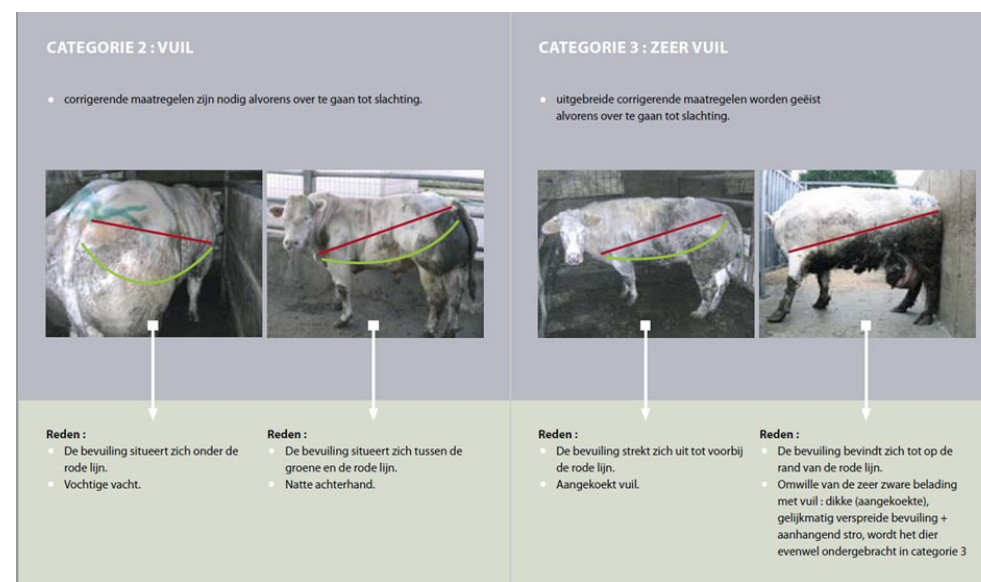 CATEGORIE 2 : VUIL
corrigerende maatregelen zijn nodig alvorens over te gaan tot slachting.
Reden :
De bevuiling situeert zich onder de
rode lijn.
Vochtige vacht.
Reden :
De bevuiling situeert zich tussen de
groene en de rode lijn.
Natte achterhand.
CATEGORIE 3 : ZEER VUIL
uitgebreide corrigerende maatregelen worden geëist
alvorens over te gaan tot slachting.
Reden :
De bevuiling strekt zich uit tot voorbij
de rode lijn.
Aangekoekt vuil.
Reden :
De bevuiling bevindt zich tot op de
rand van de rode lijn.
Omwille van de zeer zware belading
met vuil : dikke (aangekoekte),
gelijkmatig verspreide bevuiling +
aanhangend stro, wordt het dier
evenwel ondergebracht in categorie 3